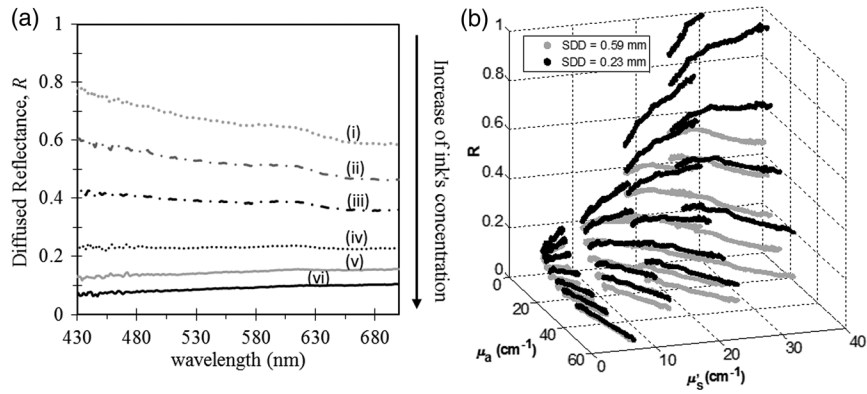 (a)
Diffused Reflectance, R
1
0.8
0.6
0.4
0.2
0
(i)
(ii)
(iii)
(iv)
(v)
(vi)
430 480 530 580 630 680
wavelength (nm)
Increase of ink's concentration
(b)
SDD = 0.59 mm
SDD = 0.23 mm
R
1
0.8
0.6
0.4
0.2
0
0
20
40
60
μa (cm-1)
0
10
20
30
40
μ's (cm-1)